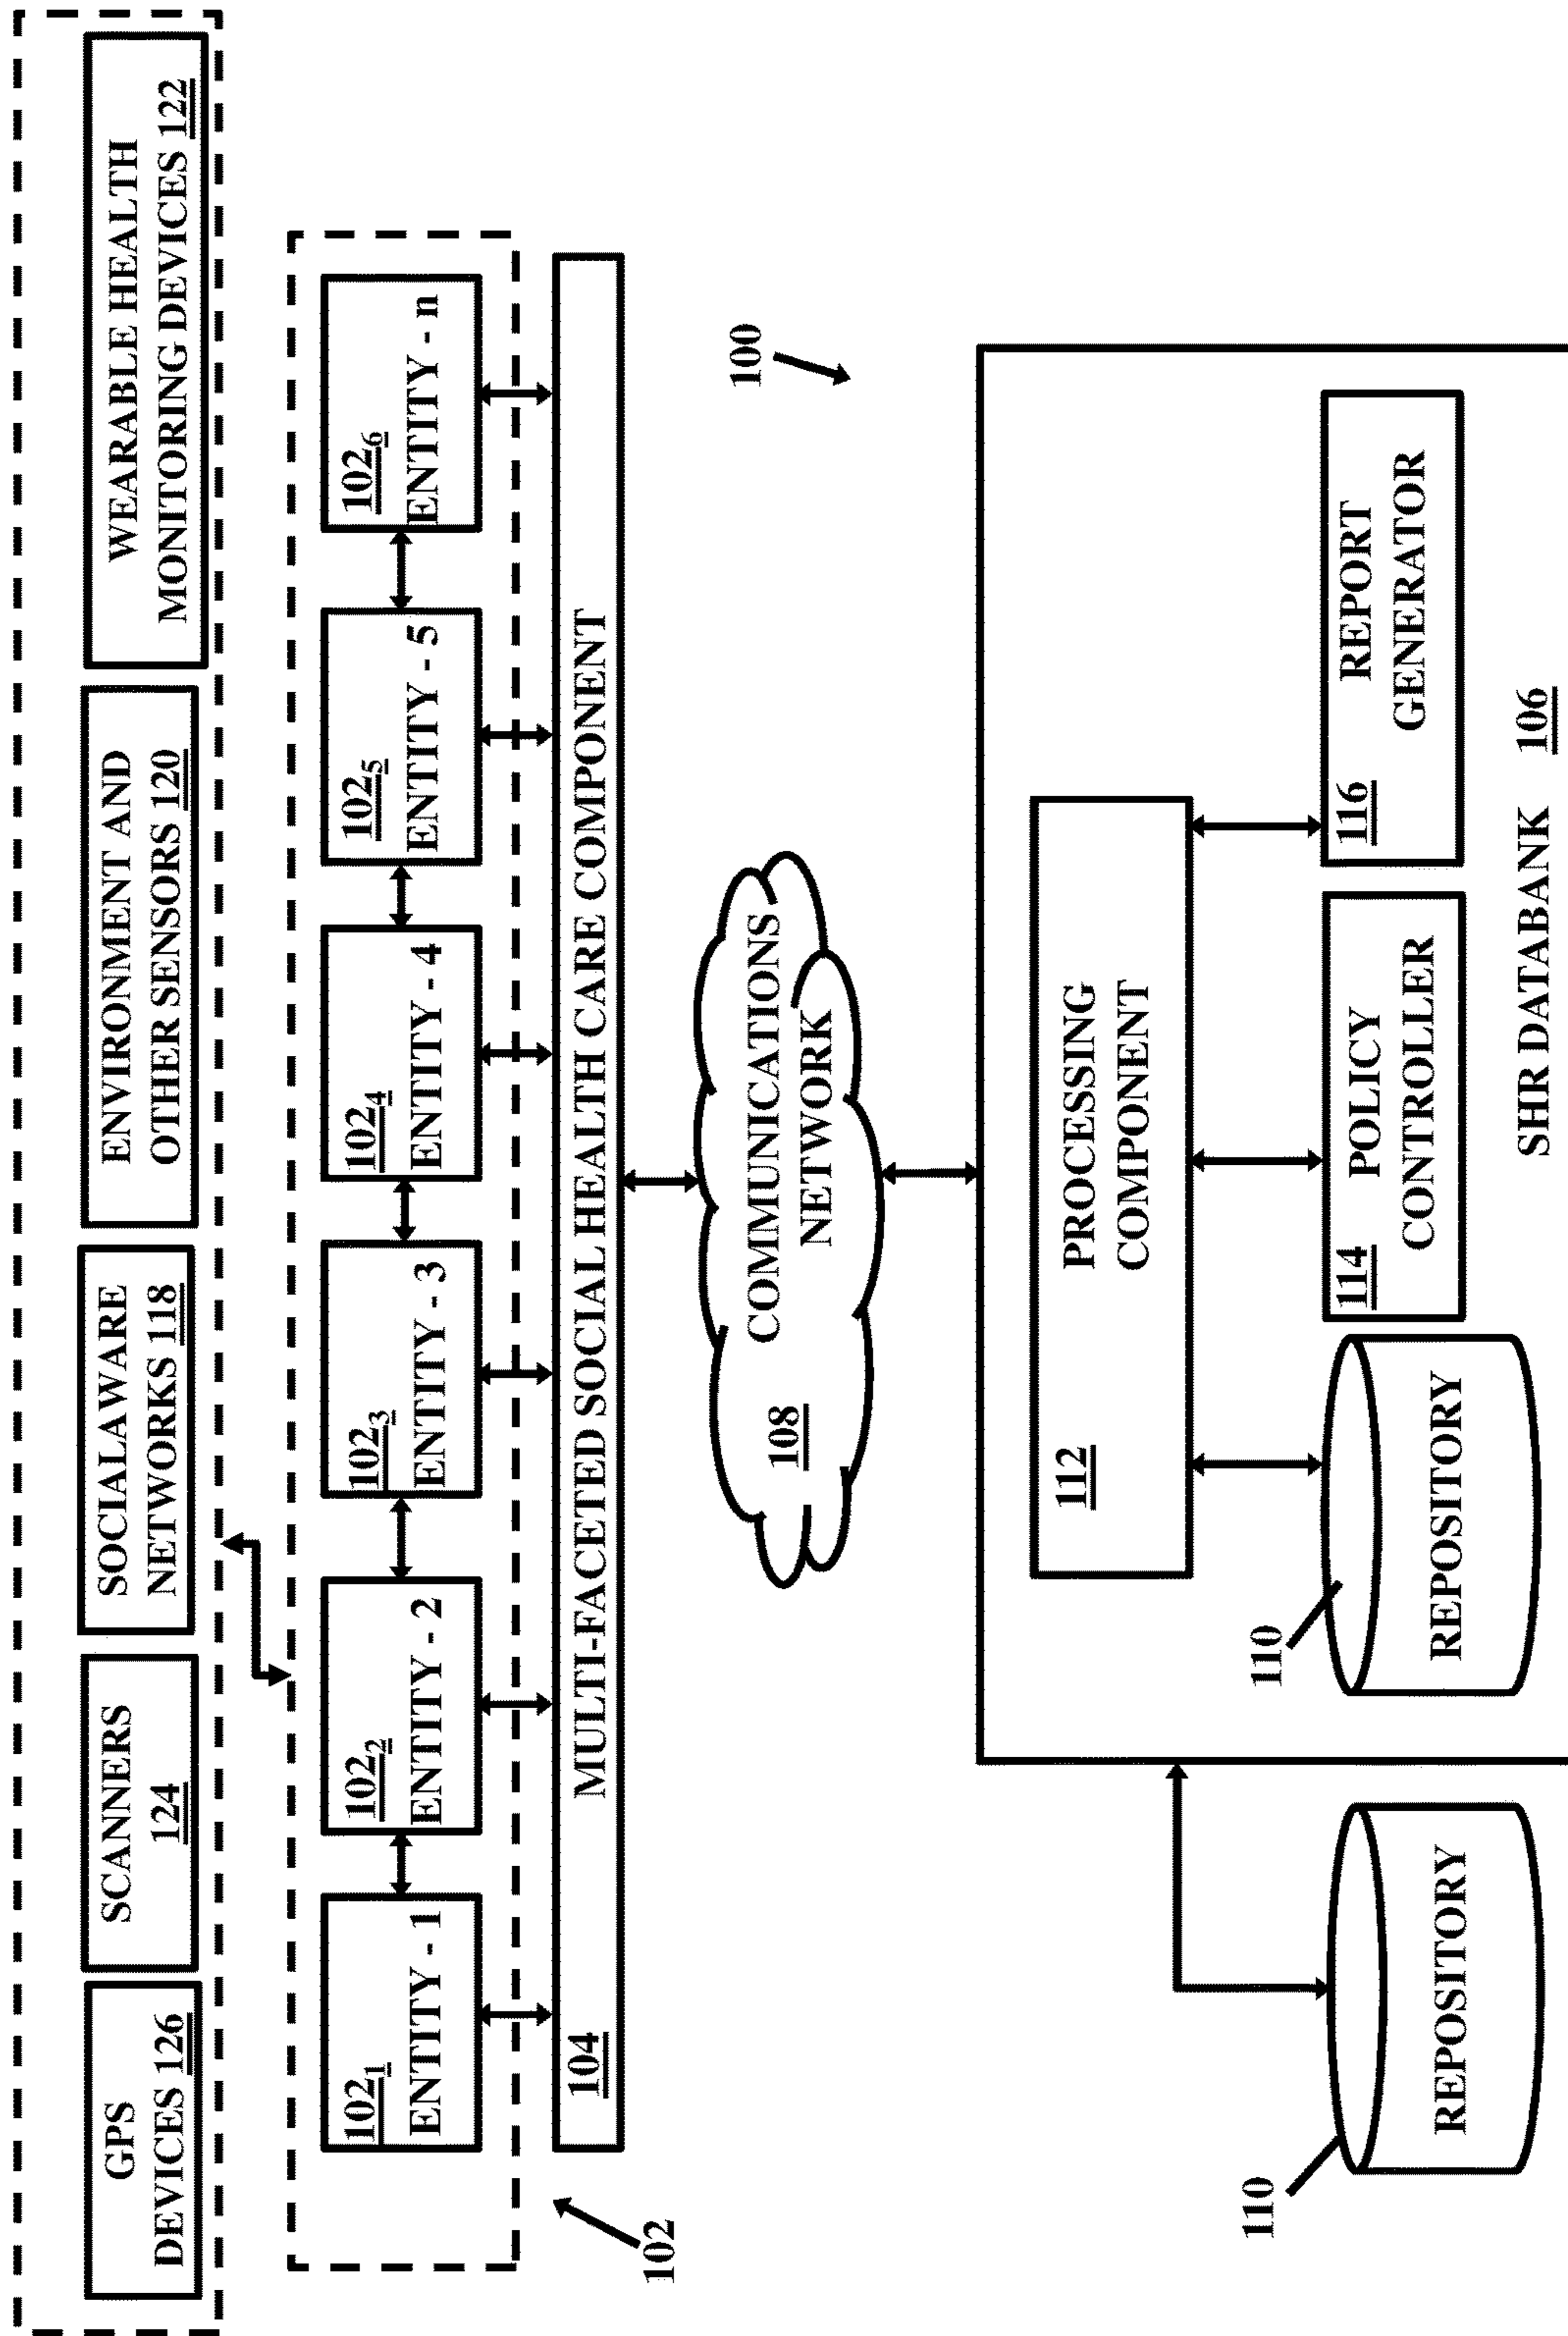 GPS
DEVICES 126
SCANNERS
124
SOCIALAWARE
NETWORKS 118
ENVIRONMENT AND
OTHER SENSORS 120
WEARABLE HEALTH
MONITORING DEVICES 122
102₁
ENTITY - 1
102₂
ENTITY - 2
102₃
ENTITY - 3
102₄
ENTITY - 4
102₅
ENTITY - 5
102₆
ENTITY - n
104 MULTI-FACETED SOCIAL HEALTH CARE COMPONENT
102
100
COMMUNICATIONS
108 NETWORK
112
PROCESSING
COMPONENT
110
REPOSITORY
110
REPOSITORY
114
POLICY
CONTROLLER
116
REPORT
GENERATOR
SHR DATABANK 106